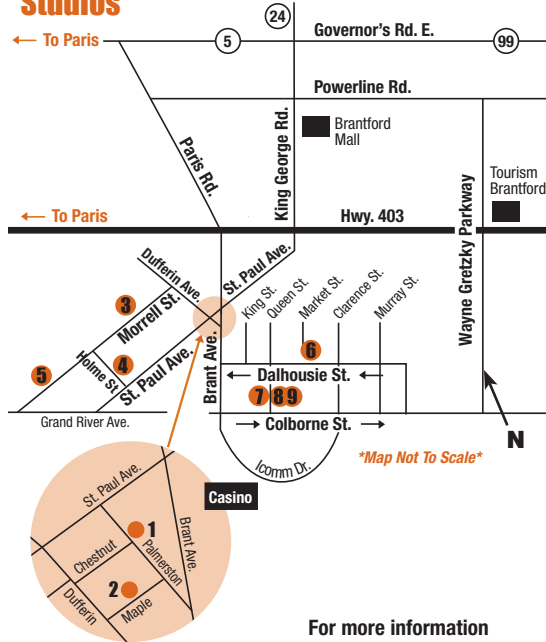 Studios
24
← To Paris
5
Governor's Rd. E.
99
Powerline Rd.
Paris Rd.
King George Rd.
Brantford
Mall
Wayne Gretzky Parkway
Tourism
Brantford
← To Paris
Hwy. 403
Dufferin Ave.
St. Paul Ave.
King St.
Queen St.
Market St.
Clarence St.
Murray St.
3
Morrell St.
Holme St
4
5
St. Paul Ave.
Brant Ave.
6
Dalhousie St.
7 8 9
Colborne St.
Grand River Ave.
Icomm Dr.
*Map Not To Scale*
N
Casino
St. Paul Ave.
Brant Ave.
1
Chestnut
Palmerston
2
Dufferin
Maple
For more information